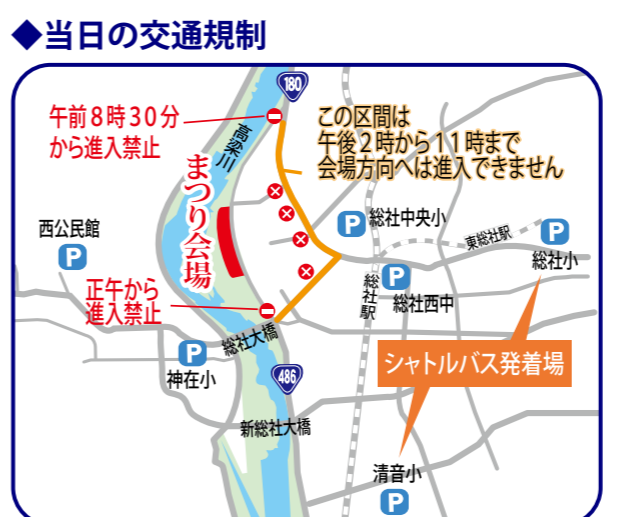 ◆当日の交通規制
180
午前8時30分
から進入禁止
この区間は
午後2時から11時まで
会場方向へは進入できません
高梁川
まつり会場
P
総社中央小
西公民館
P
東総社駅
P
総社小
正午から
進入禁止
総社駅
P
総社西中
総社大橋
P
神在小
シャトルバス発着場
486
新総社大橋
清音小
P